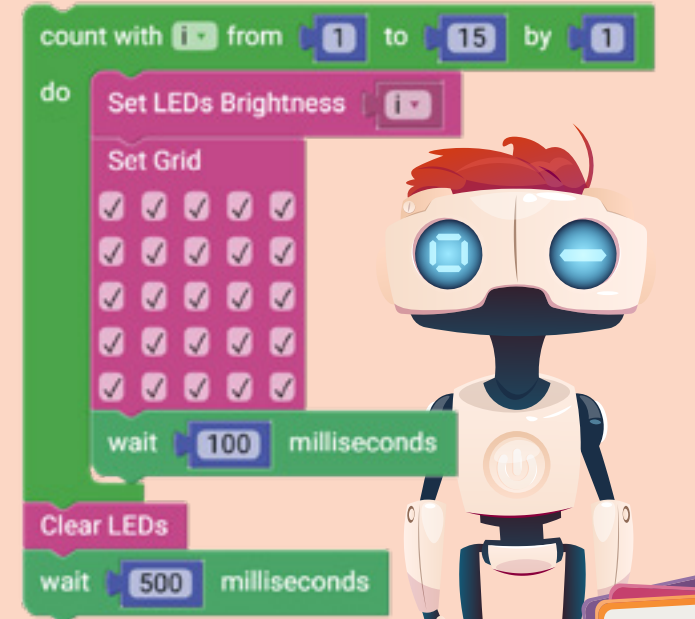 count with i from 1 to 15 by 1
do
Set LEDs Brightness i
Set Grid
wait 100 milliseconds
Clear LEDs
wait 500 milliseconds